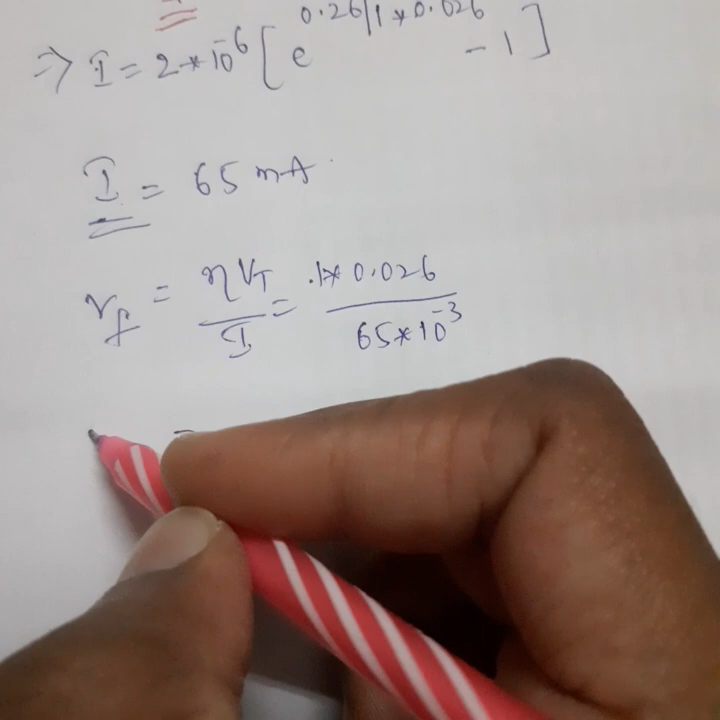 ⇒ I = 2*10⁻⁶ [e^0.26/1*0.026 - 1]
I = 65 mA
r_f = ηV_T/I = 1*0.026/65*10⁻³
=